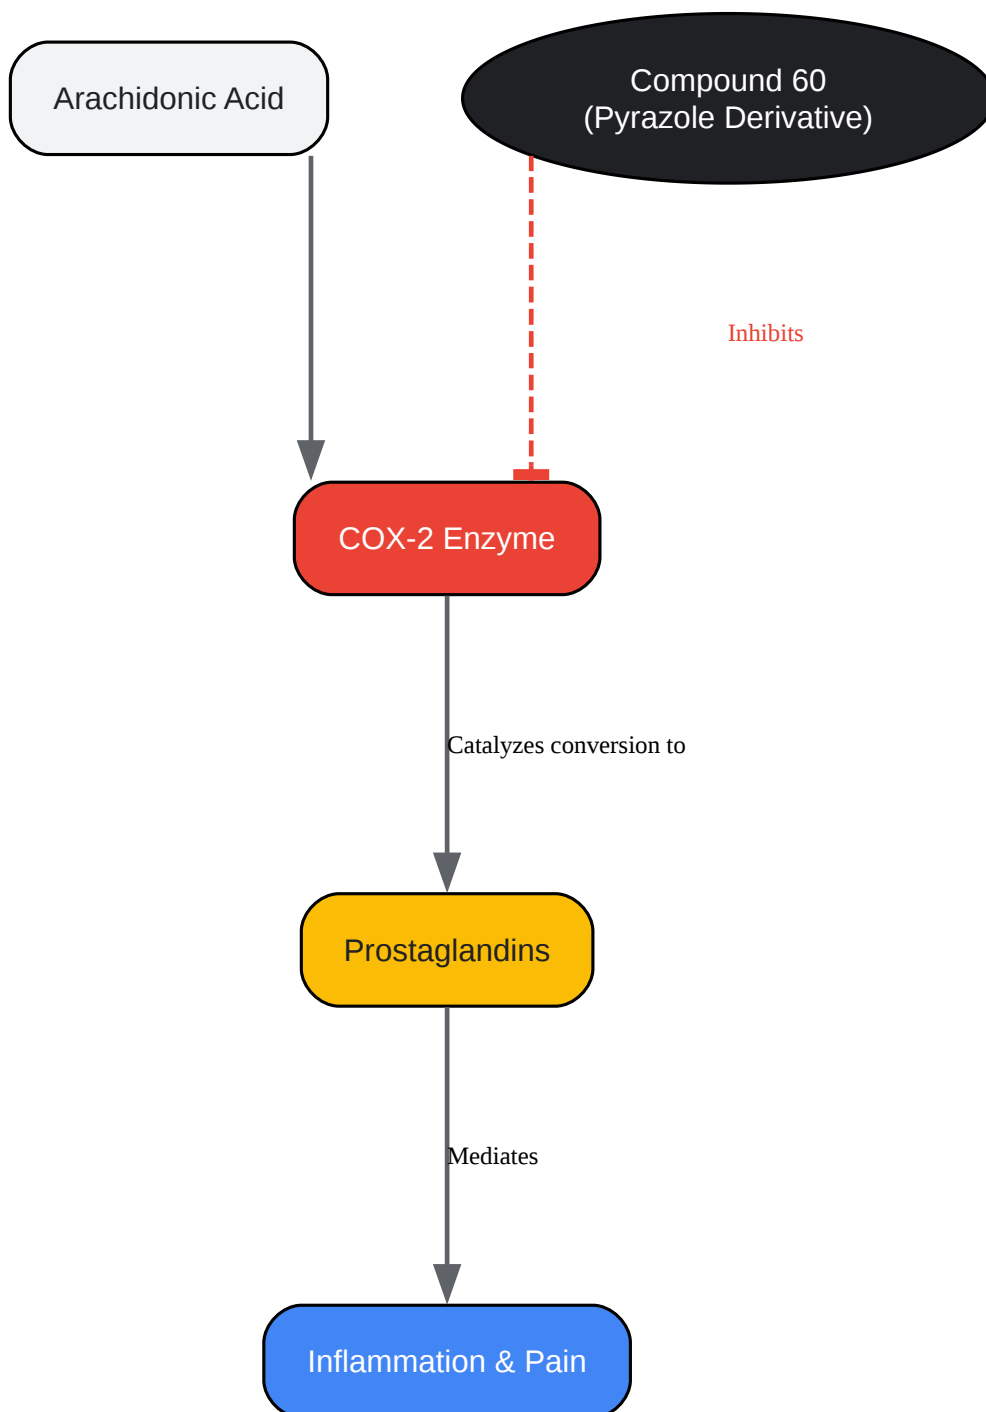 Arachidonic Acid
Compound 60
(Pyrazole Derivative)
Inhibits
COX-2 Enzyme
Catalyzes conversion to
Prostaglandins
Mediates
Inflammation & Pain